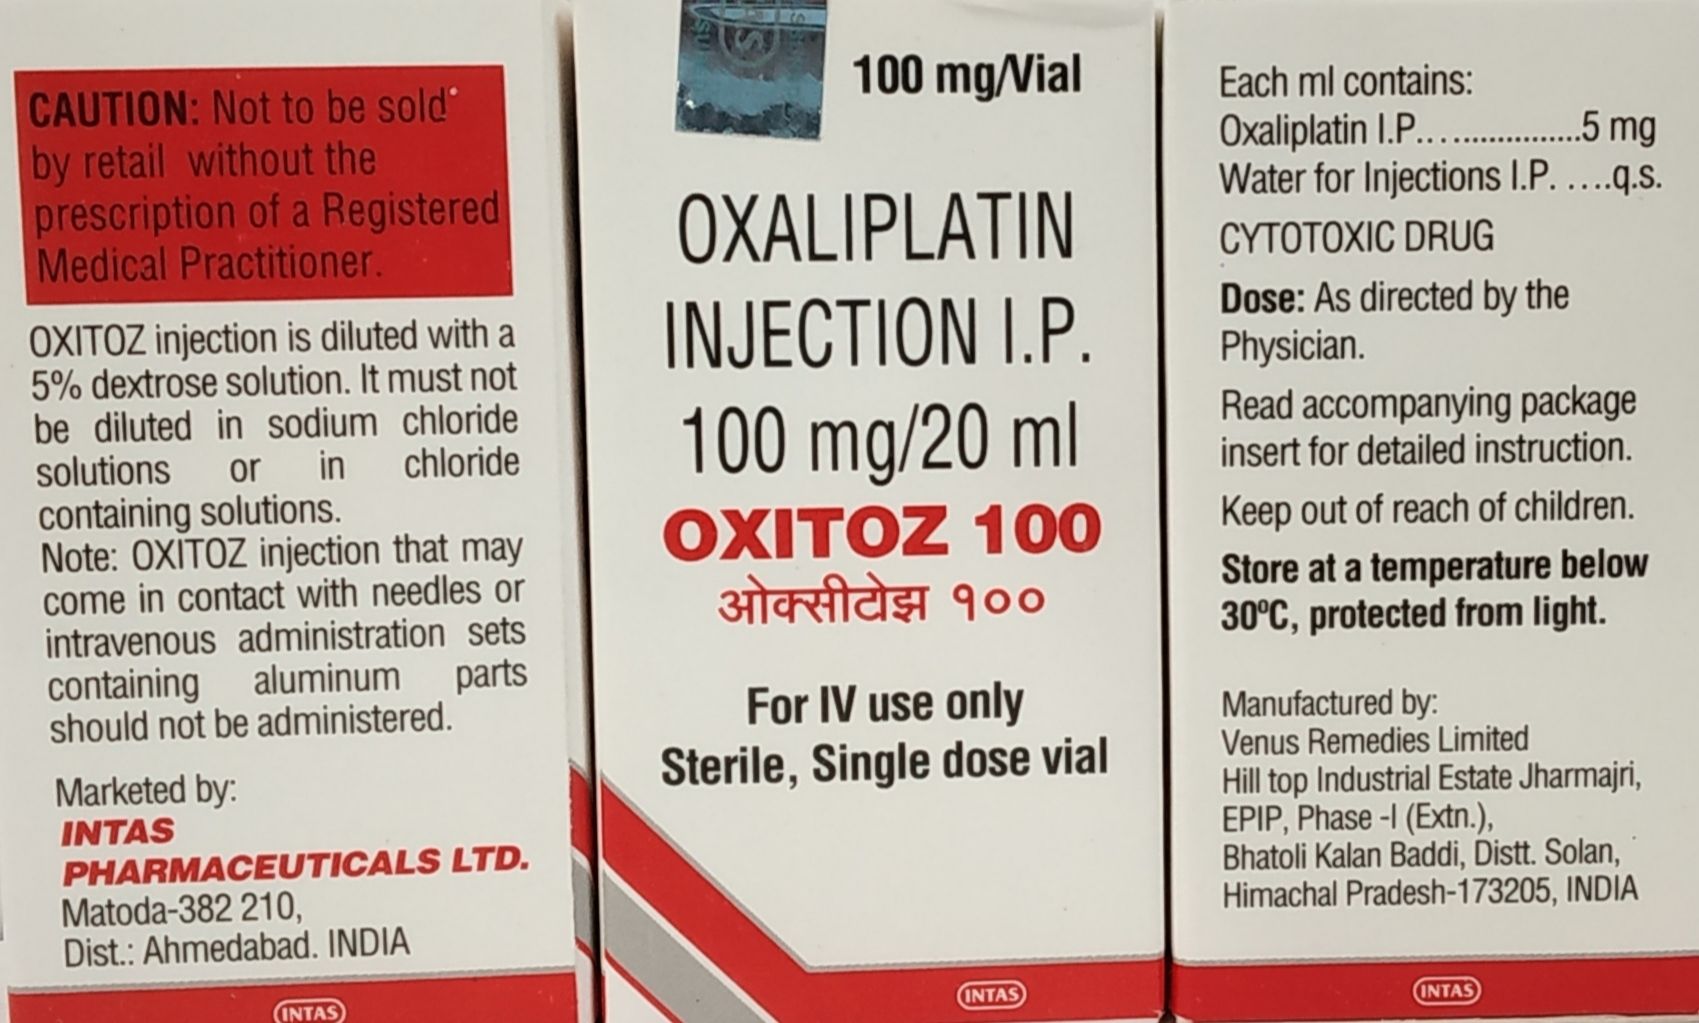 CAUTION: Not to be sold
by retail without the
prescription of a Registered
Medical Practitioner.
OXITOZ injection is diluted with a
5% dextrose solution. It must not
be diluted in sodium chloride
solutions or in chloride
containing solutions.
Note: OXITOZ injection that may
come in contact with needles or
intravenous administration sets
containing aluminum parts
should not be administered.
Marketed by:
INTAS
PHARMACEUTICALS LTD.
Matoda-382 210,
Dist.: Ahmedabad. INDIA
INTAS
100 mg/Vial
OXALIPLATIN
INJECTION I.P.
100 mg/20 ml
OXITOZ 100
ओक्सीटोझ १००
For IV use only
Sterile, Single dose vial
INTAS
Each ml contains:
Oxaliplatin I.P.................5 mg
Water for Injections I.P. ....q.s.
CYTOTOXIC DRUG
Dose: As directed by the
Physician.
Read accompanying package
insert for detailed instruction.
Keep out of reach of children.
Store at a temperature below
30ºC, protected from light.
Manufactured by:
Venus Remedies Limited
Hill top Industrial Estate Jharmajri,
EPIP, Phase -I (Extn.),
Bhatoli Kalan Baddi, Distt. Solan,
Himachal Pradesh-173205, INDIA
INTAS